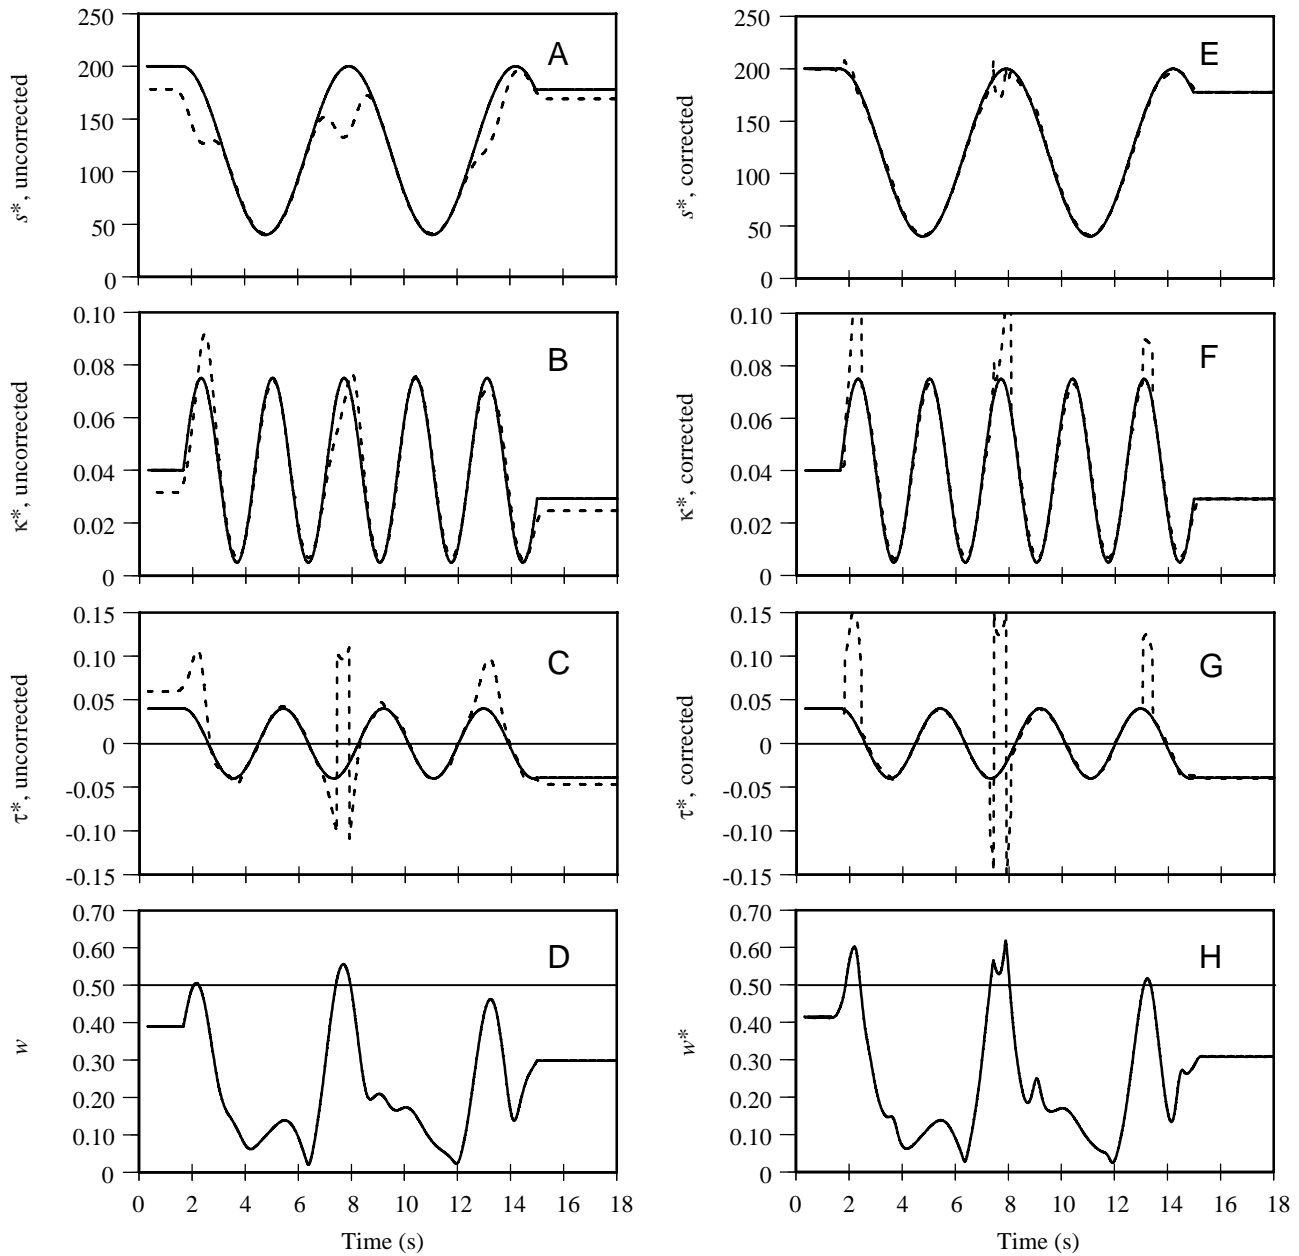 250
200
150
100
50
0
s*, uncorrected
A
250
200
150
100
50
0
s*, corrected
E
0.10
0.08
0.06
0.04
0.02
0
κ*, uncorrected
B
0.10
0.08
0.06
0.04
0.02
0
κ*, corrected
F
0.15
0.10
0.05
0
-0.05
-0.10
-0.15
τ*, uncorrected
C
0.15
0.10
0.05
0
-0.05
-0.10
-0.15
τ*, corrected
G
0.70
0.60
0.50
0.40
0.30
0.20
0.10
0
w
D
0 2 4 6 8 10 12 14 16 18
Time (s)
0.70
0.60
0.50
0.40
0.30
0.20
0.10
0
w*
H
0 2 4 6 8 10 12 14 16 18
Time (s)